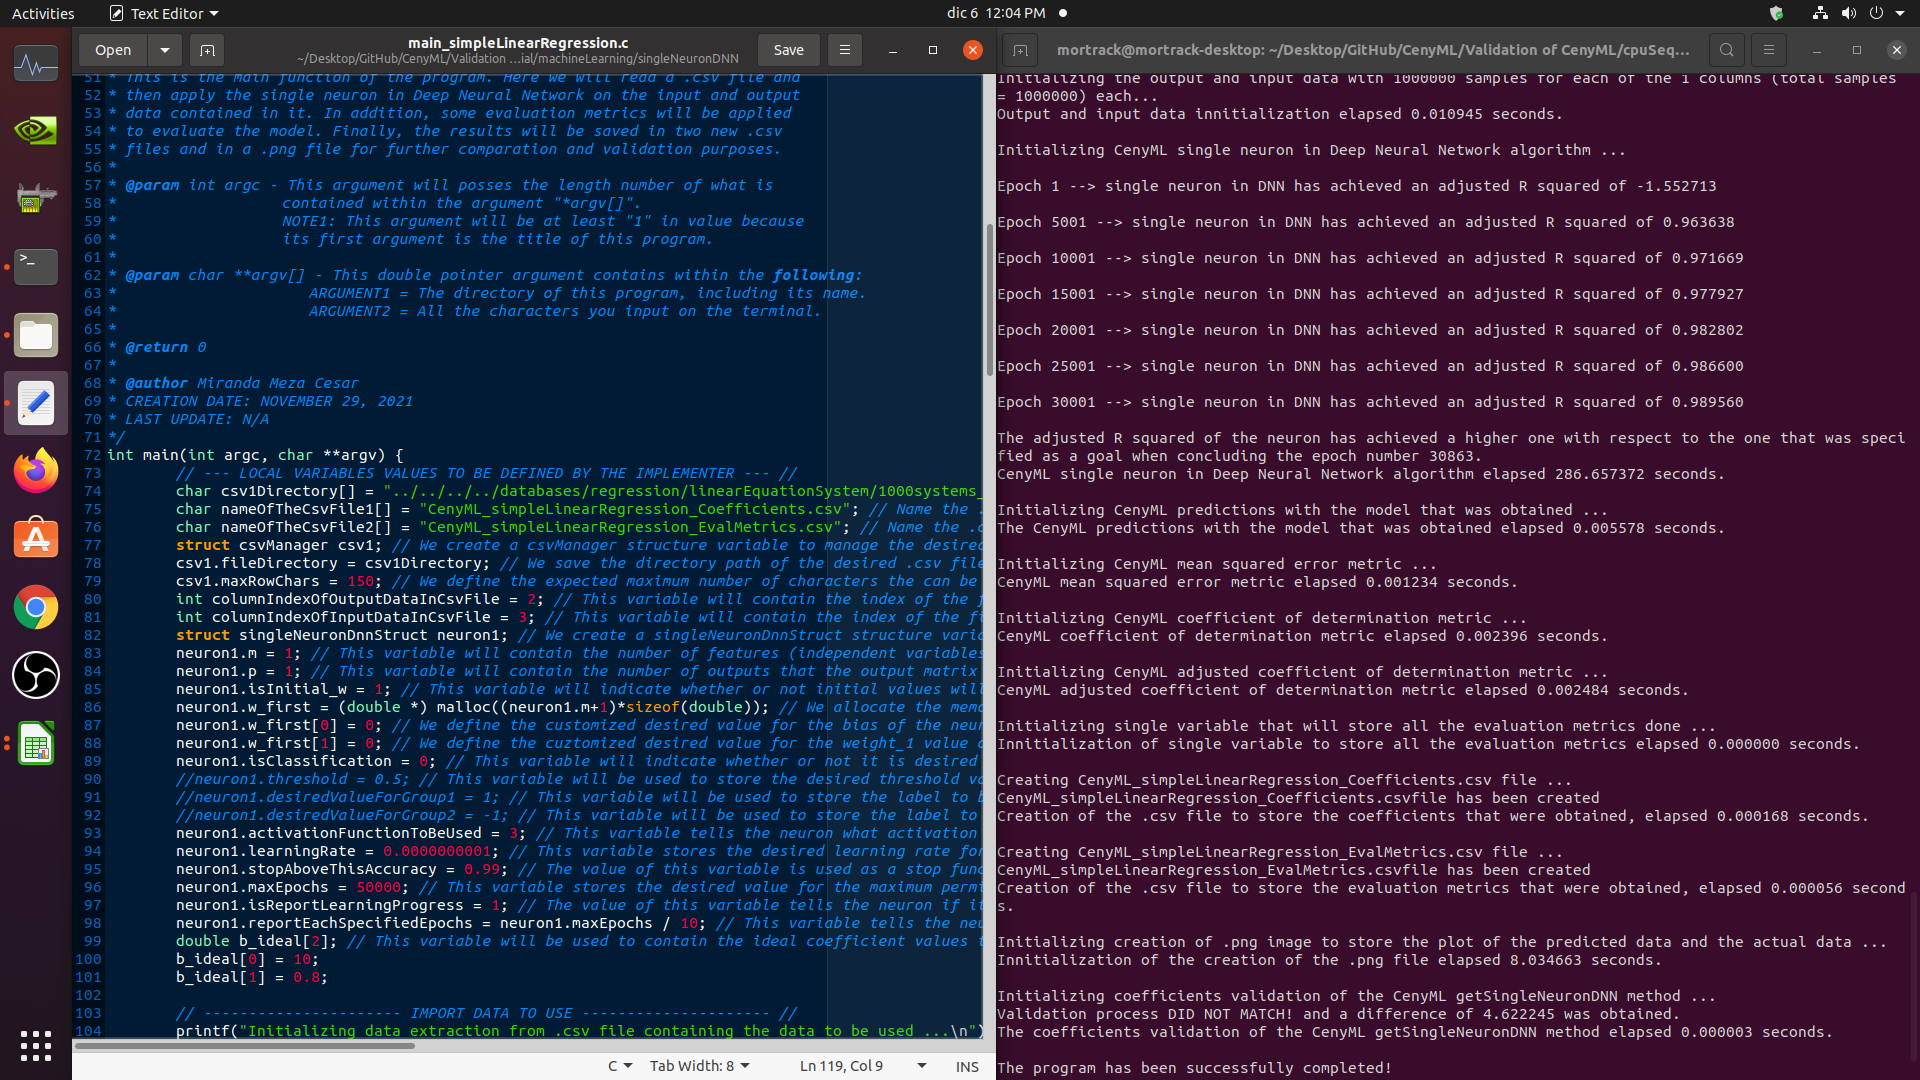 Activities
Text Editor
dic 6 12:04 PM
Open
main_simpleLinearRegression.c
~/Desktop/GitHub/CenyML/Validation ...ial/machineLearning/singleNeuronDNN
Save
51 * This is the main function of the program. Here we will read a .csv file and
52 * then apply the single neuron in Deep Neural Network on the input and output
53 * data contained in it. In addition, some evaluation metrics will be applied
54 * to evaluate the model. Finally, the results will be saved in two new .csv
55 * files and in a .png file for further comparation and validation purposes.
56 *
57 * @param int argc - This argument will posses the length number of what is
58 * contained within the argument "*argv[]".
59 * NOTE1: This argument will be at least "1" in value because
60 * its first argument is the title of this program.
61 *
62 * @param char **argv[] - This double pointer argument contains within the following:
63 * ARGUMENT1 = The directory of this program, including its name.
64 * ARGUMENT2 = All the characters you input on the terminal.
65 *
66 * @return 0
67 *
68 * @author Miranda Meza Cesar
69 * CREATION DATE: NOVEMBER 29, 2021
70 * LAST UPDATE: N/A
71 */
72 int main(int argc, char **argv) {
73 // --- LOCAL VARIABLES VALUES TO BE DEFINED BY THE IMPLEMENTER --- //
74 char csv1Directory[] = "../../../../databases/regression/linearEquationSystem/1000systems_
75 char nameOfTheCsvFile1[] = "CenyML_simpleLinearRegression_Coefficients.csv"; // Name the .
76 char nameOfTheCsvFile2[] = "CenyML_simpleLinearRegression_EvalMetrics.csv"; // Name the .c
77 struct csvManager csv1; // We create a csvManager structure variable to manage the desired
78 csv1.fileDirectory = csv1Directory; // We save the directory path of the desired .csv file
79 csv1.maxRowChars = 150; // We define the expected maximum number of characters the can be
80 int columnIndexOfOutputDataInCsvFile = 2; // This variable will contain the index of the f
81 int columnIndexOfInputDataInCsvFile = 3; // This variable will contain the index of the fi
82 struct singleNeuronDnnStruct neuron1; // We create a singleNeuronDnnStruct structure varia
83 neuron1.m = 1; // This variable will contain the number of features (independent variables
84 neuron1.p = 1; // This variable will contain the number of outputs that the output matrix
85 neuron1.isInitial_w = 1; // This variable will indicate whether or not initial values will
86 neuron1.w_first = (double *) malloc((neuron1.m+1)*sizeof(double)); // We allocate the memo
87 neuron1.w_first[0] = 0; // We define the customized desired value for the bias of the neur
88 neuron1.w_first[1] = 0; // We define the cuztomized desired value for the weight_1 value o
89 neuron1.isClassification = 0; // This variable will indicate whether or not it is desired
90 //neuron1.threshold = 0.5; // This variable will be used to store the desired threshold va
91 //neuron1.desiredValueForGroup1 = 1; // This variable will be used to store the label to b
92 //neuron1.desiredValueForGroup2 = -1; // This variable will be used to store the label to
93 neuron1.activationFunctionToBeUsed = 3; // This variable tells the neuron what activation
94 neuron1.learningRate = 0.0000000001; // This variable stores the desired learning rate for
95 neuron1.stopAboveThisAccuracy = 0.99; // The value of this variable is used as a stop func
96 neuron1.maxEpochs = 50000; // This variable stores the desired value for the maximum permi
97 neuron1.isReportLearningProgress = 1; // The value of this variable tells the neuron if it
98 neuron1.reportEachSpecifiedEpochs = neuron1.maxEpochs / 10; // This variable tells the neu
99 double b_ideal[2]; // This variable will be used to contain the ideal coefficient values t
100 b_ideal[0] = 10;
101 b_ideal[1] = 0.8;
102
103 // ---------------------- IMPORT DATA TO USE --------------------- //
104 printf("Initializing data extraction from .csv file containing the data to be used ...\n")
C
Tab Width: 8
Ln 119, Col 9
INS
mortrack@mortrack-desktop: ~/Desktop/GitHub/CenyML/Validation of CenyML/cpuSeq...
Initializing the output and input data with 1000000 samples for each of the 1 columns (total samples
= 1000000) each...
Output and input data innitialization elapsed 0.010945 seconds.
Initializing CenyML single neuron in Deep Neural Network algorithm ...
Epoch 1 --> single neuron in DNN has achieved an adjusted R squared of -1.552713
Epoch 5001 --> single neuron in DNN has achieved an adjusted R squared of 0.963638
Epoch 10001 --> single neuron in DNN has achieved an adjusted R squared of 0.971669
Epoch 15001 --> single neuron in DNN has achieved an adjusted R squared of 0.977927
Epoch 20001 --> single neuron in DNN has achieved an adjusted R squared of 0.982802
Epoch 25001 --> single neuron in DNN has achieved an adjusted R squared of 0.986600
Epoch 30001 --> single neuron in DNN has achieved an adjusted R squared of 0.989560
The adjusted R squared of the neuron has achieved a higher one with respect to the one that was speci
fied as a goal when concluding the epoch number 30863.
CenyML single neuron in Deep Neural Network algorithm elapsed 286.657372 seconds.
Initializing CenyML predictions with the model that was obtained ...
The CenyML predictions with the model that was obtained elapsed 0.005578 seconds.
Initializing CenyML mean squared error metric ...
CenyML mean squared error metric elapsed 0.001234 seconds.
Initializing CenyML coefficient of determination metric ...
CenyML coefficient of determination metric elapsed 0.002396 seconds.
Initializing CenyML adjusted coefficient of determination metric ...
CenyML adjusted coefficient of determination metric elapsed 0.002484 seconds.
Initializing single variable that will store all the evaluation metrics done ...
Innitialization of single variable to store all the evaluation metrics elapsed 0.000000 seconds.
Creating CenyML_simpleLinearRegression_Coefficients.csv file ...
CenyML_simpleLinearRegression_Coefficients.csvfile has been created
Creation of the .csv file to store the coefficients that were obtained, elapsed 0.000168 seconds.
Creating CenyML_simpleLinearRegression_EvalMetrics.csv file ...
CenyML_simpleLinearRegression_EvalMetrics.csvfile has been created
Creation of the .csv file to store the evaluation metrics that were obtained, elapsed 0.000056 second
s.
Initializing creation of .png image to store the plot of the predicted data and the actual data ...
Innitialization of the creation of the .png file elapsed 8.034663 seconds.
Initializing coefficients validation of the CenyML getSingleNeuronDNN method ...
Validation process DID NOT MATCH! and a difference of 4.622245 was obtained.
The coefficients validation of the CenyML getSingleNeuronDNN method elapsed 0.000003 seconds.
The program has been successfully completed!